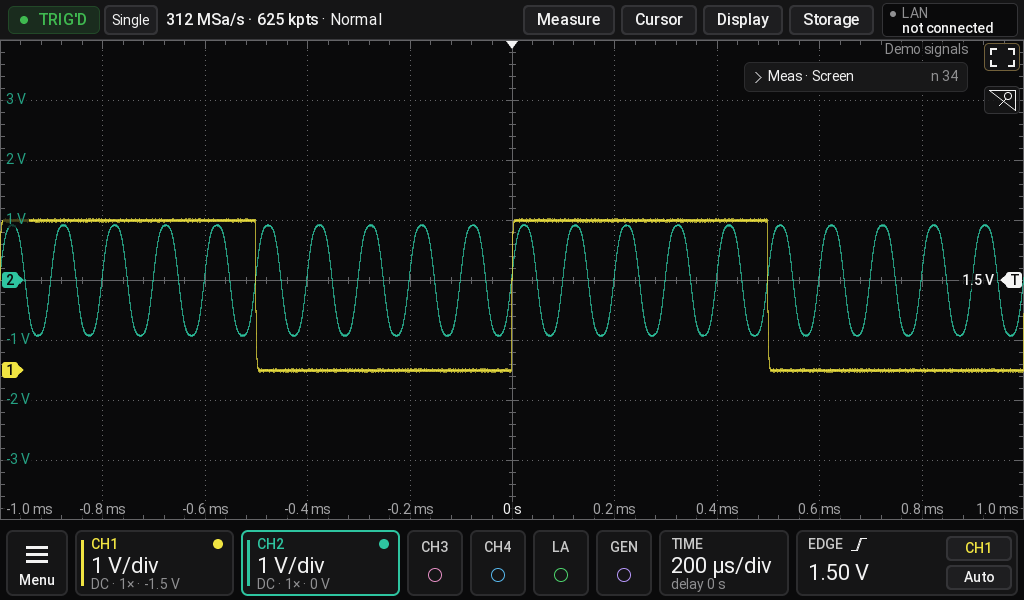 TRIG'D Single 312 MSa/s · 625 kpts · Normal Measure Cursor Display Storage LAN
not connected
Demo signals
Meas · Screen n 34
3 V
2 V
1 V
2 1.5 V T
-1 V
1
-2 V
-3 V
-1.0 ms -0.8 ms -0.6 ms -0.4 ms -0.2 ms 0 s 0.2 ms 0.4 ms 0.6 ms 0.8 ms 1.0 ms
Menu
CH1
1 V/div
DC · 1× · -1.5 V
CH2
1 V/div
DC · 1× · 0 V
CH3
CH4
LA
GEN
TIME
200 µs/div
delay 0 s
EDGE
1.50 V
CH1
Auto